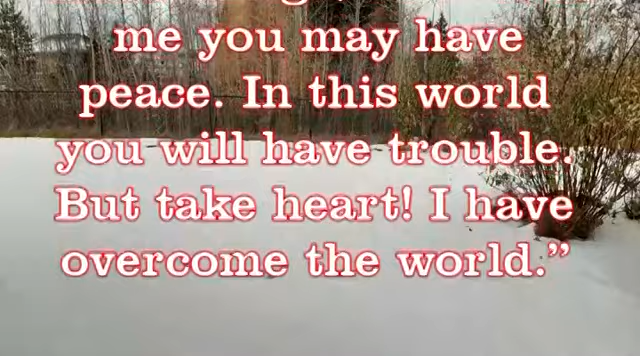 me you may have
peace. In this world
you will have trouble.
But take heart! I have
overcome the world.”